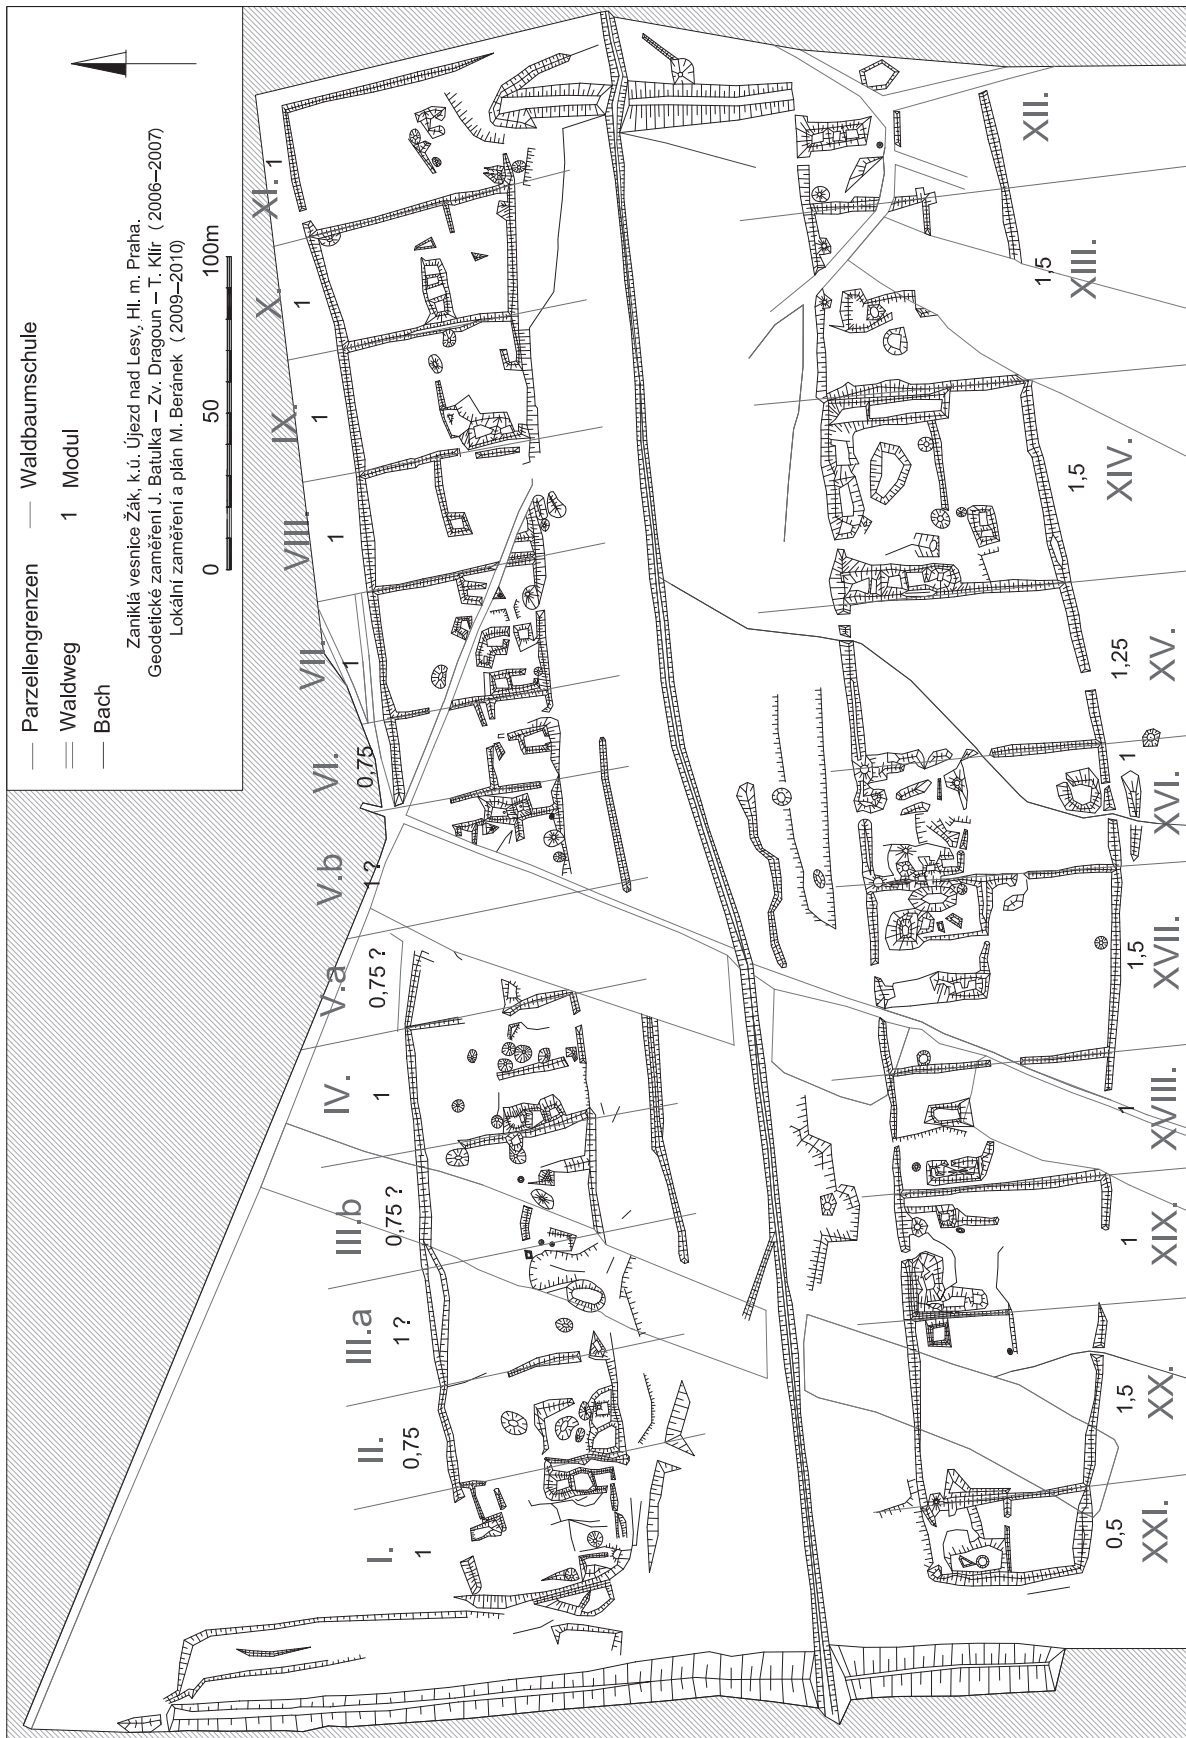 Parzellengrenzen
Waldbaumschule
Waldweg
1 Modul
Bach
Zaniklá vesnice Žák, k.ú. Újezd nad Lesy, Hl. m. Praha.
Geodetické zaměření J. Batulka – Zv. Dragoun – T. Klír ( 2006–2007)
Lokální zaměření a plán M. Beránek ( 2009–2010)
0 50 100m
I.
1
II.
0,75
III.a
1 ?
III.b
0,75 ?
IV.
1
V.a
0,75 ?
V.b
1 ?
VI.
0,75
VII.
1
VIII.
1
IX.
1
X.
1
XI.
1
XII.
XIII.
1,5
XIV.
1,5
XV.
1,25
XVI.
1
XVII.
1,5
XVIII.
1
XIX.
1
XX.
1,5
XXI.
0,5